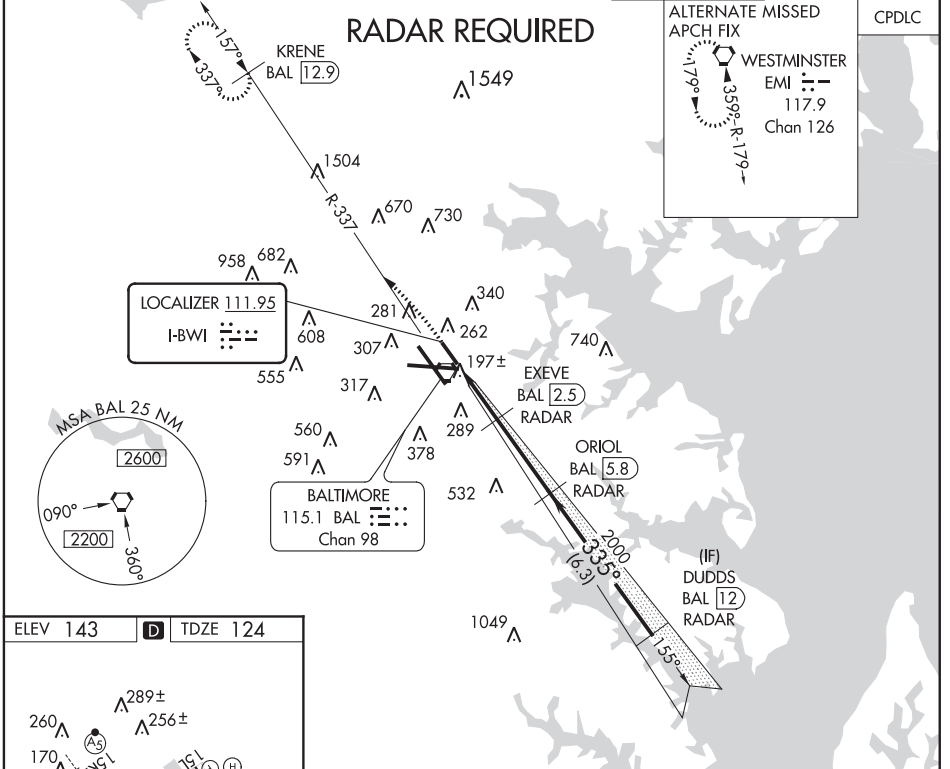 RADAR REQUIRED
ALTERNATE MISSED
APCH FIX
WESTMINSTER
EMI
117.9
Chan 126
179°
359°-R-179
CPDLC
157°
337°
KRENE
BAL 12.9
1549
1504
R-337
670
730
958
682
LOCALIZER 111.95
I-BWI
608
555
281
340
262
307
197±
317
740
EXEVE
BAL 2.5
RADAR
289
378
560
591
ORIOL
BAL 5.8
RADAR
532
BALTIMORE
115.1 BAL
Chan 98
MSA BAL 25 NM
2600
090°
2200
360°
2000
335°
(6.3)
(IF)
DUDDS
BAL 12
RADAR
1049
155°
ELEV 143
D
TDZE 124
289±
260
256±
A5
170
15R
15L
H